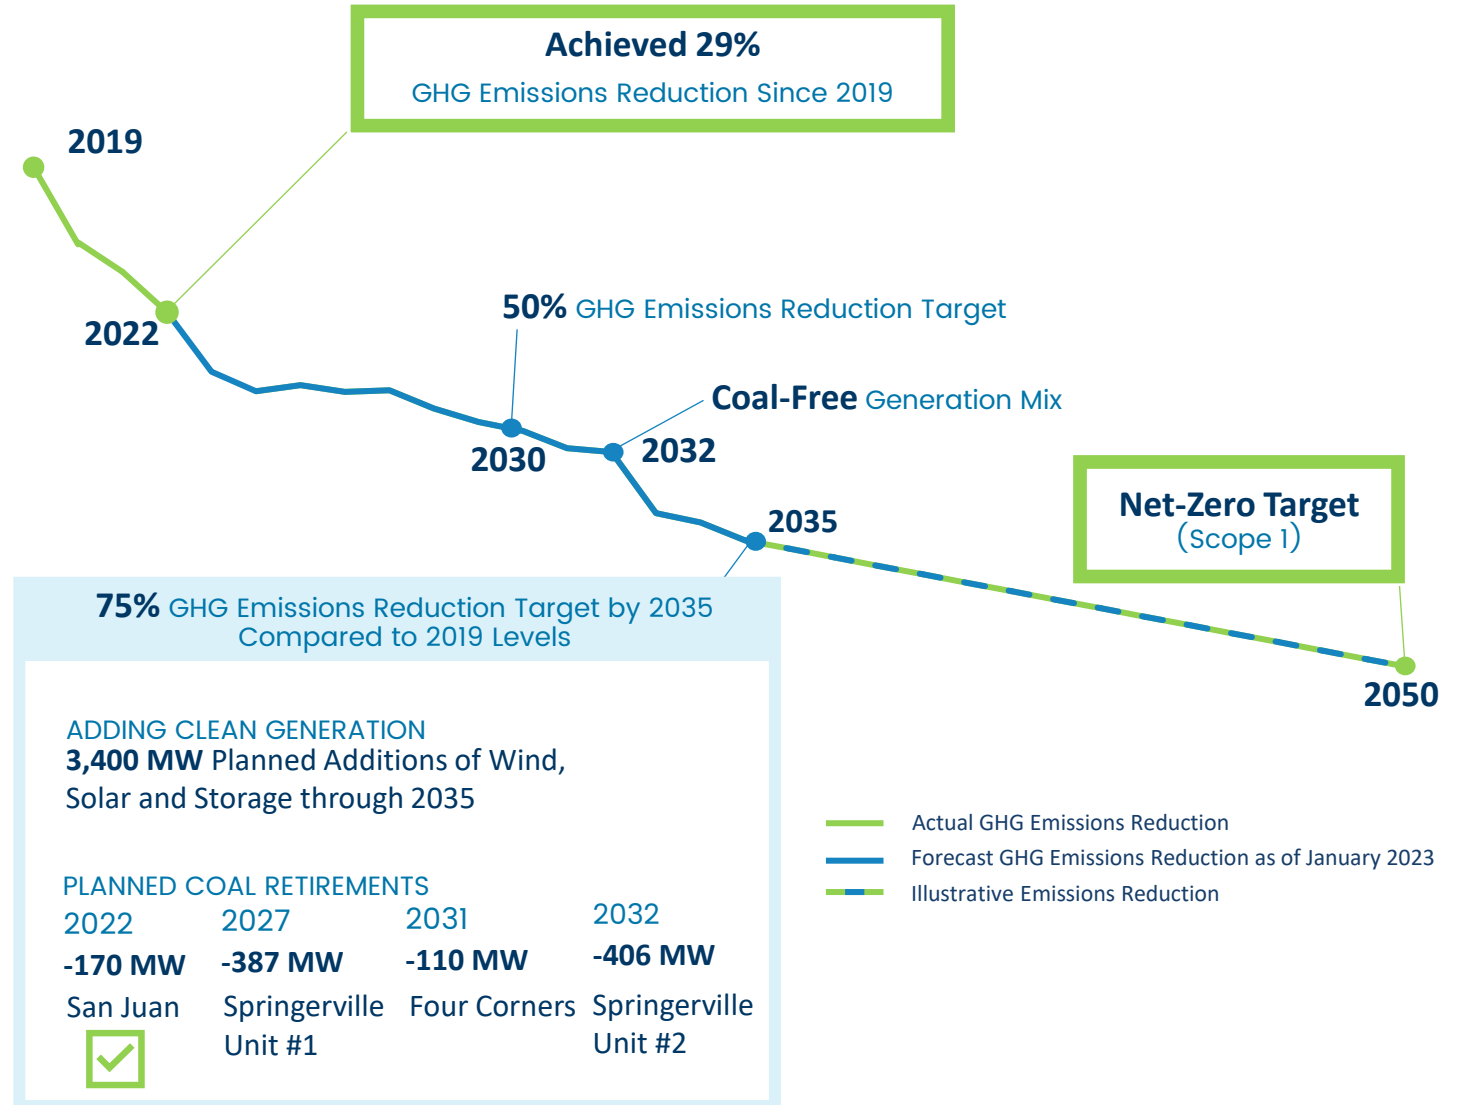 Achieved 29%
GHG Emissions Reduction Since 2019
2019
2022
50% GHG Emissions Reduction Target
2030
Coal-Free Generation Mix
2032
2035
Net-Zero Target
(Scope 1)
2050
75% GHG Emissions Reduction Target by 2035
Compared to 2019 Levels
ADDING CLEAN GENERATION
3,400 MW Planned Additions of Wind,
Solar and Storage through 2035
PLANNED COAL RETIREMENTS
2022
-170 MW
San Juan
2027
-387 MW
Springerville
Unit #1
2031
-110 MW
Four Corners
2032
-406 MW
Springerville
Unit #2
Actual GHG Emissions Reduction
Forecast GHG Emissions Reduction as of January 2023
Illustrative Emissions Reduction